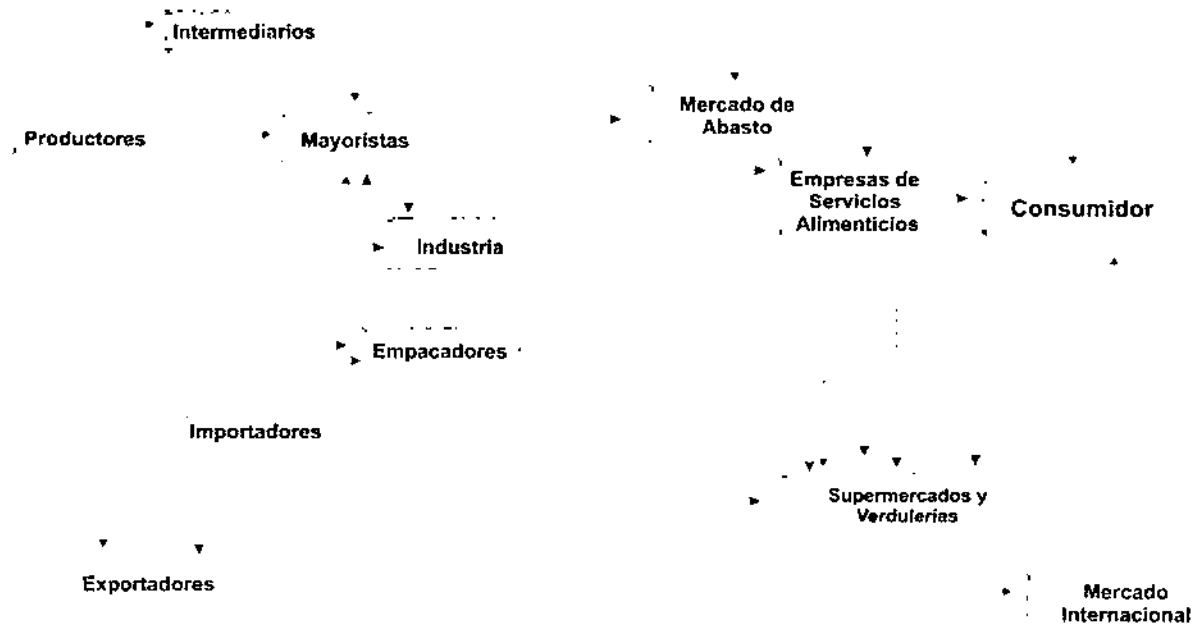 Intermediarios
Productores
Mayoristas
Mercado de
Abasto
Empresas de
Servicios
Alimenticios
Consumidor
Industria
Empacadores
Importadores
Supermercados y
Verdulerías
Exportadores
Mercado
Internacional